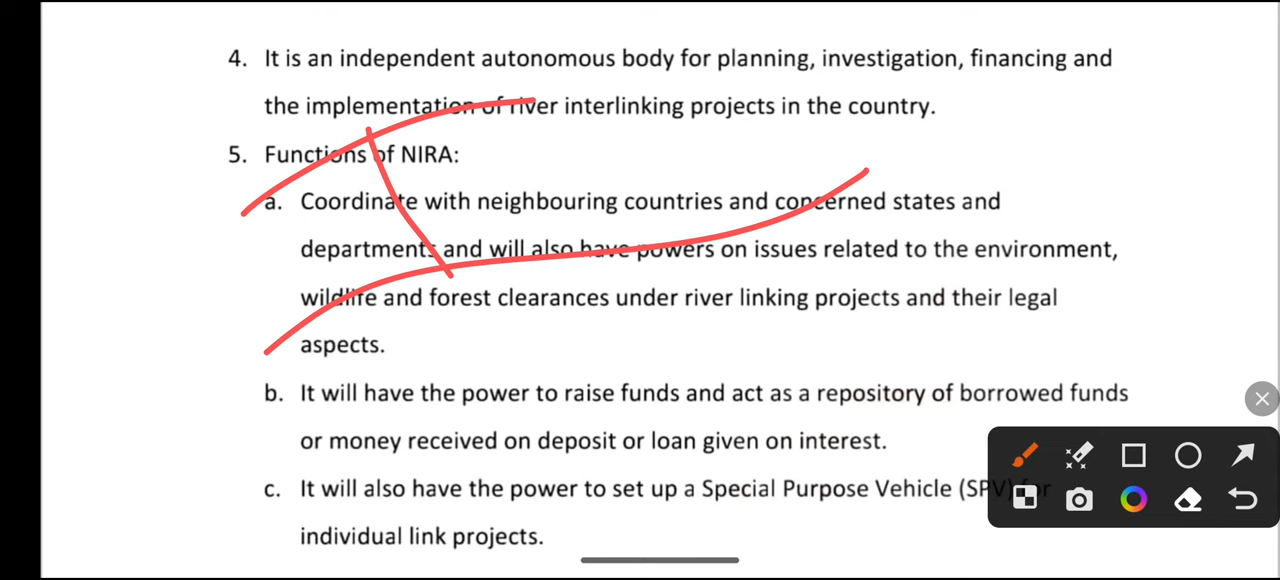 4. It is an independent autonomous body for planning, investigation, financing and
the implementation of river interlinking projects in the country.
5. Functions of NIRA:
a. Coordinate with neighbouring countries and concerned states and
departments and will also have powers on issues related to the environment,
wildlife and forest clearances under river linking projects and their legal
aspects.
b. It will have the power to raise funds and act as a repository of borrowed funds
or money received on deposit or loan given on interest.
c. It will also have the power to set up a Special Purpose Vehicle (SPV) for
individual link projects.